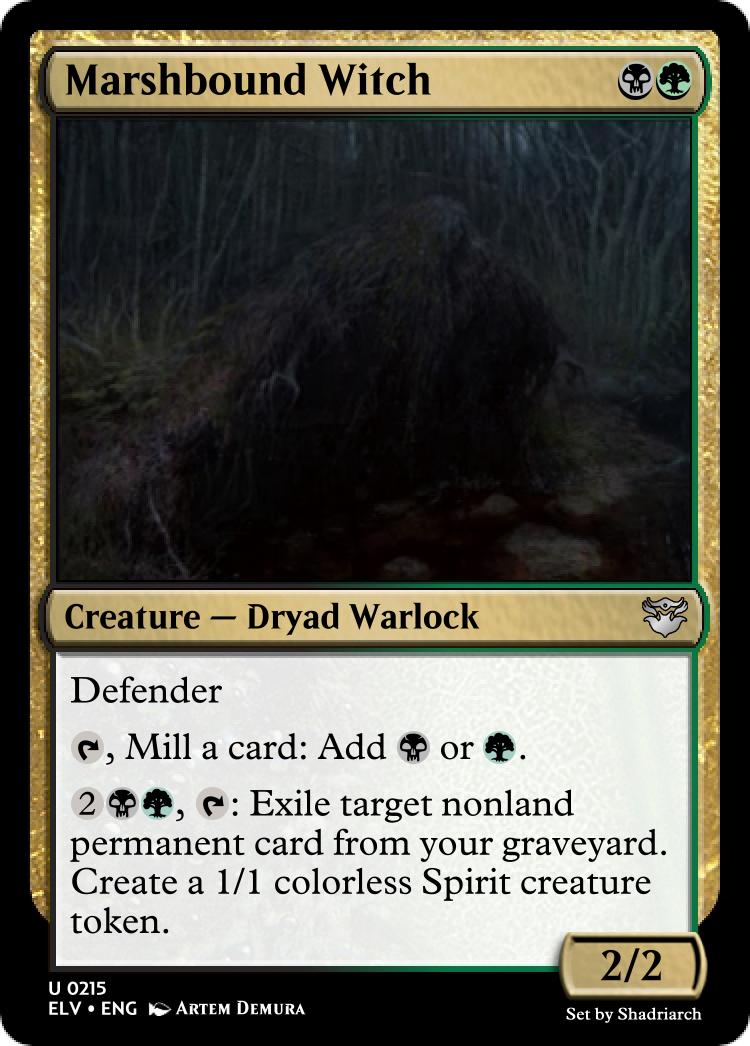 Marshbound Witch
Creature — Dryad Warlock
Defender
, Mill a card: Add or .
2 , : Exile target nonland
permanent card from your graveyard.
Create a 1/1 colorless Spirit creature
token.
2/2
U 0215
ELV • ENG ARTEM DEMURA
Set by Shadriarch